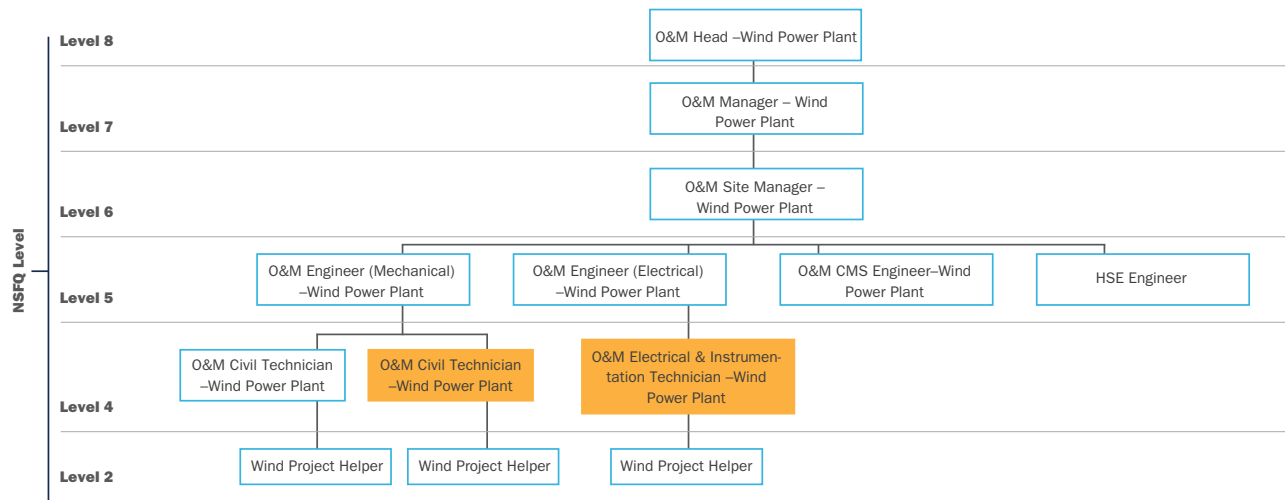 Level 8
O&M Head –Wind Power Plant
Level 7
O&M Manager – Wind
Power Plant
Level 6
O&M Site Manager –
Wind Power Plant
NSFQ Level
Level 5
O&M Engineer (Mechanical)
–Wind Power Plant
O&M Engineer (Electrical)
–Wind Power Plant
O&M CMS Engineer–Wind
Power Plant
HSE Engineer
Level 4
O&M Civil Technician
–Wind Power Plant
O&M Civil Technician
–Wind Power Plant
O&M Electrical & Instrumen-
tation Technician –Wind
Power Plant
Level 2
Wind Project Helper
Wind Project Helper
Wind Project Helper